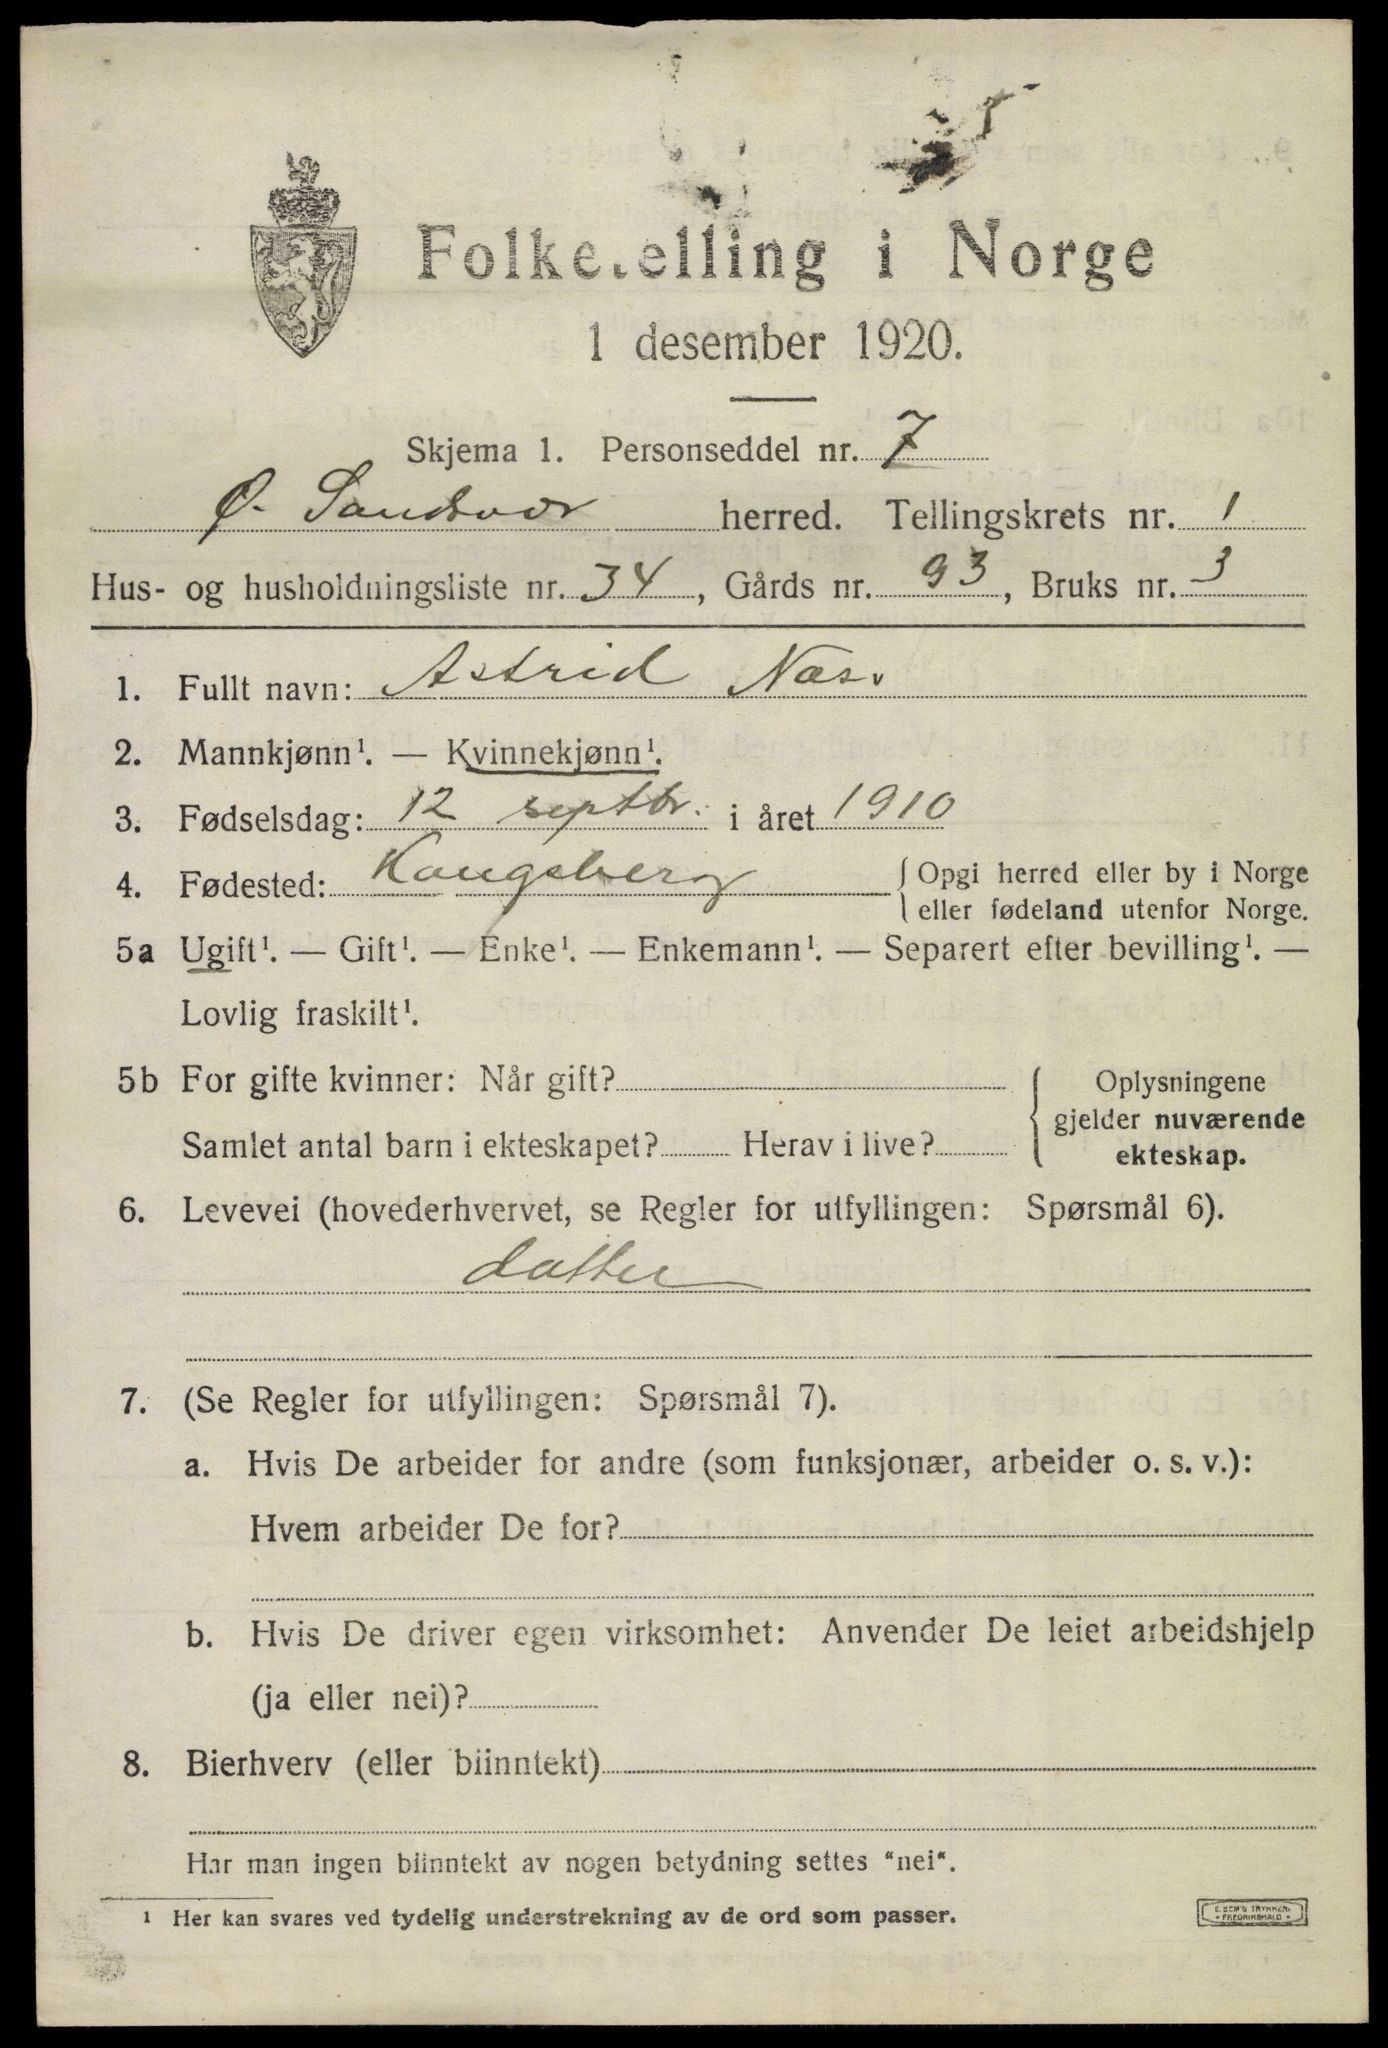 Folketelling i Norge
1 desember 1920.
Skjema 1. Personseddel nr. 7
Ø. Sandsvær herred. Tellingskrets nr. 1
Hus- og husholdningsliste nr. 34, Gårds nr. 93, Bruks nr. 3
1. Fullt navn: Astrid Næs.
2. Mannkjønn¹. — Kvinnekjønn¹.
3. Fødselsdag: 12 septbr. i året 1910
4. Fødested: Kongsberg { Opgi herred eller by i Norge
eller fødeland utenfor Norge.
5a Ugift¹. — Gift¹. — Enke¹. — Enkemann¹. — Separert efter bevilling¹. —
Lovlig fraskilt¹.
5b For gifte kvinner: Når gift?
Samlet antal barn i ekteskapet? Herav i live?
{ Oplysningene
gjelder nuværende
ekteskap.
6. Levevei (hovederhvervet, se Regler for utfyllingen: Spørsmål 6).
datter
7. (Se Regler for utfyllingen: Spørsmål 7).
a. Hvis De arbeider for andre (som funksjonær, arbeider o. s. v.):
Hvem arbeider De for?
b. Hvis De driver egen virksomhet: Anvender De leiet arbeidshjelp
(ja eller nei)?
8. Bierhverv (eller biinntekt)
Har man ingen biinntekt av nogen betydning settes "nei".
¹ Her kan svares ved tydelig understrekning av de ord som passer.